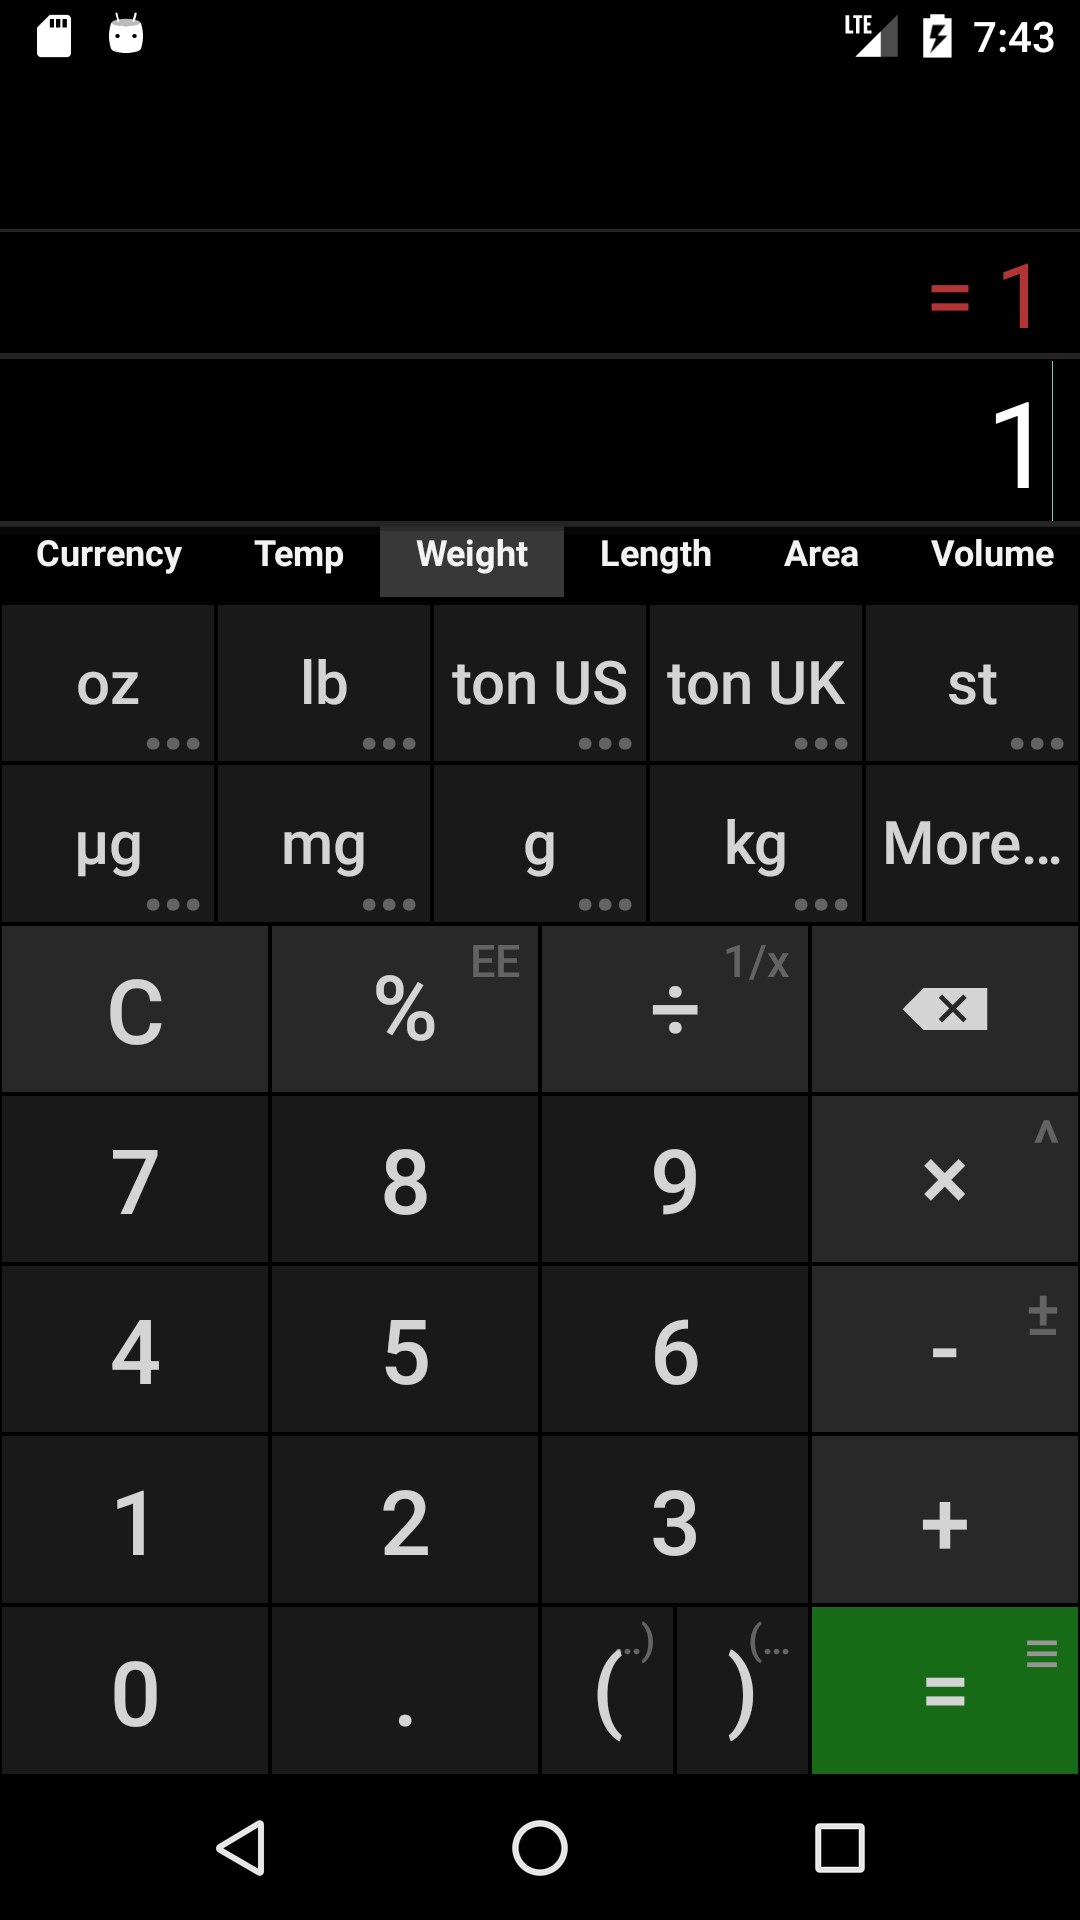 LTE 7:43
= 1
1
Currency Temp Weight Length Area Volume
oz lb ton US ton UK st
µg mg g kg More...
C % EE ÷ 1/x
7 8 9 × ^
4 5 6 - ±
1 2 3 +
0 . ( ..) ) (... =